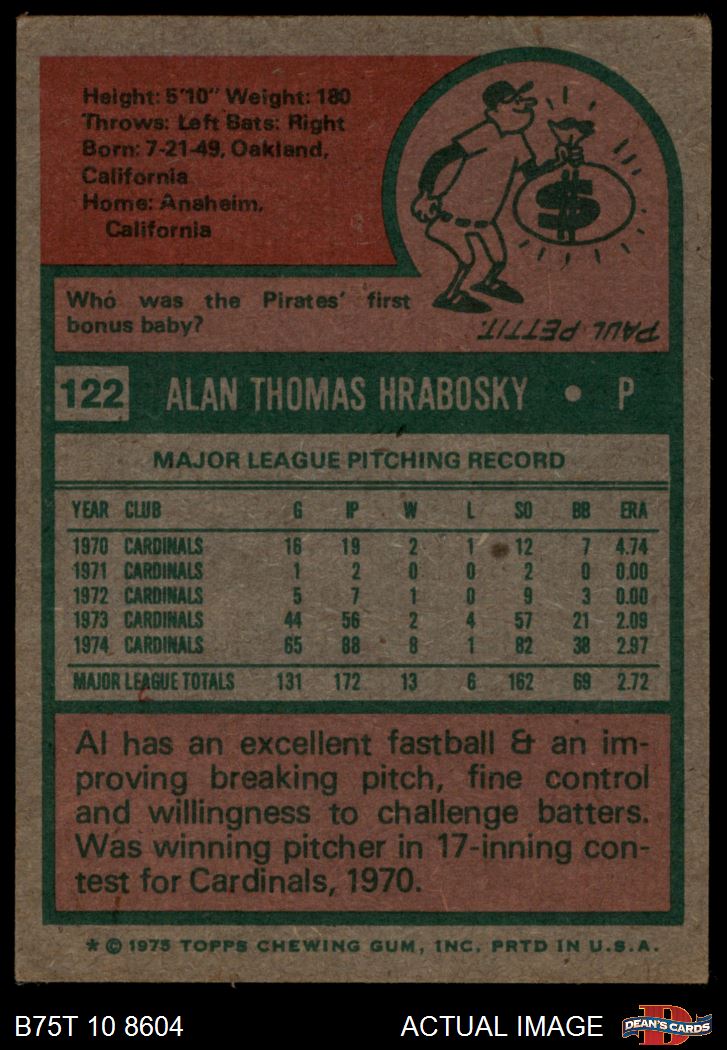 Height: 5'10" Weight: 180
Throws: Left Bats: Right
Born: 7-21-49, Oakland,
California
Home: Anaheim,
California
$
Who was the Pirates' first
bonus baby?
PAUL PETTIT.
122 ALAN THOMAS HRABOSKY • P
MAJOR LEAGUE PITCHING RECORD
YEAR CLUB G IP W L SO BB ERA
1970 CARDINALS 16 19 2 1 12 7 4.74
1971 CARDINALS 1 2 0 0 2 0 0.00
1972 CARDINALS 5 7 1 0 9 3 0.00
1973 CARDINALS 44 56 2 4 57 21 2.09
1974 CARDINALS 65 88 8 1 82 38 2.97
MAJOR LEAGUE TOTALS 131 172 13 6 162 69 2.72
Al has an excellent fastball & an im-
proving breaking pitch, fine control
and willingness to challenge batters.
Was winning pitcher in 17-inning con-
test for Cardinals, 1970.
* © 1975 TOPPS CHEWING GUM, INC. PRTD IN U.S.A.
B75T 10 8604 ACTUAL IMAGE D DEAN'S CARDS